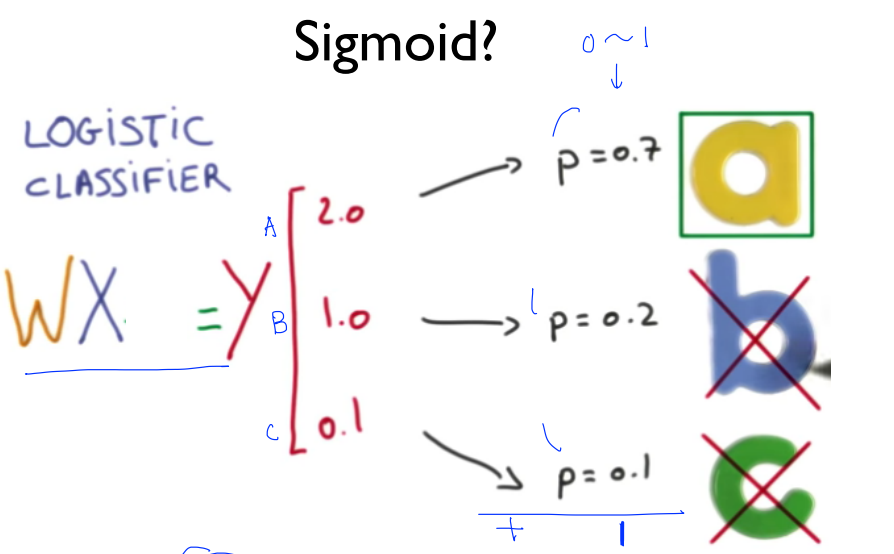 Sigmoid?
0 ~ 1
LOGISTIC
CLASSIFIER
WX = Y
A 2.0
B 1.0
C 0.1
p = 0.7
p = 0.2
p = 0.1
+ 1
a
b
c